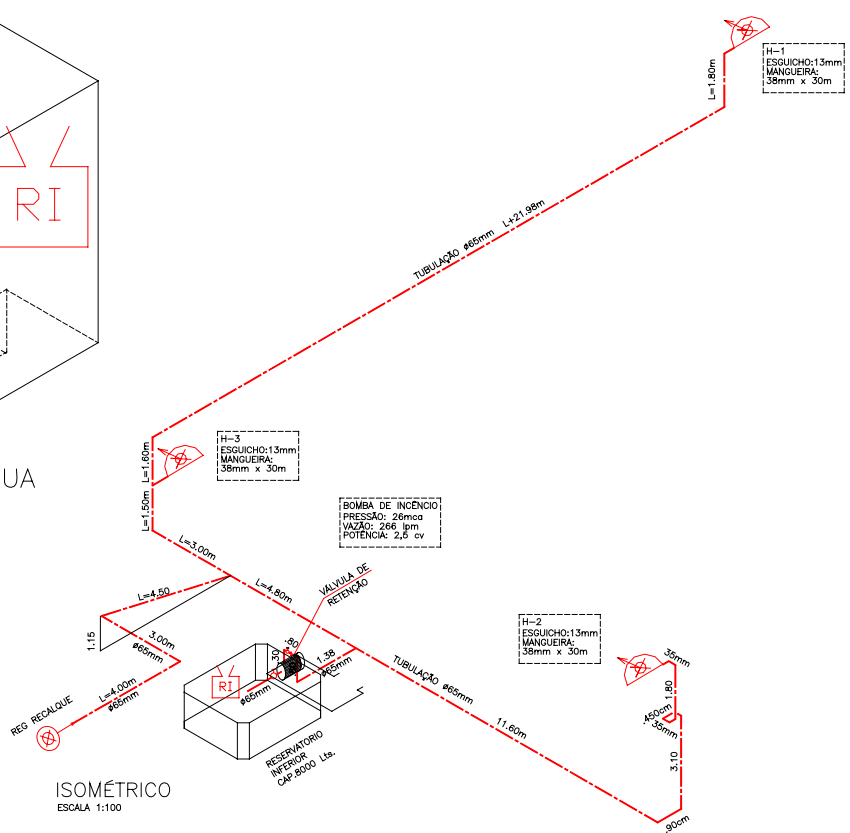 H-1
ESGUICHO:13mm
MANGUEIRA:
38mm x 30m
L=1.80m
RI
TUBULAÇÃO ø65mm L+21.98m
UA
H-3
ESGUICHO:13mm
MANGUEIRA:
38mm x 30m
L=1.60m
L=1.50m
L=3.00m
BOMBA DE INCÊNCIO
PRESSÃO: 26mca
VAZÃO: 266 lpm
POTÊNCIA: 2,5 cv
L=4.80m
VÁLVULA DE
RETENÇÃO
L=4.50
1.15
3.00m
ø65mm
L=4.00m
ø65mm
REG RECALQUE
.80
.30
1.38
ø65mm
ø65mm
RI
RESERVATORIO
INFERIOR
CAP.8000 Lts.
TUBULAÇÃO ø65mm
11.60m
H-2
ESGUICHO:13mm
MANGUEIRA:
38mm x 30m
35mm
1.80
.450cm
35mm
3.10
.90cm
ISOMÉTRICO
ESCALA 1:100